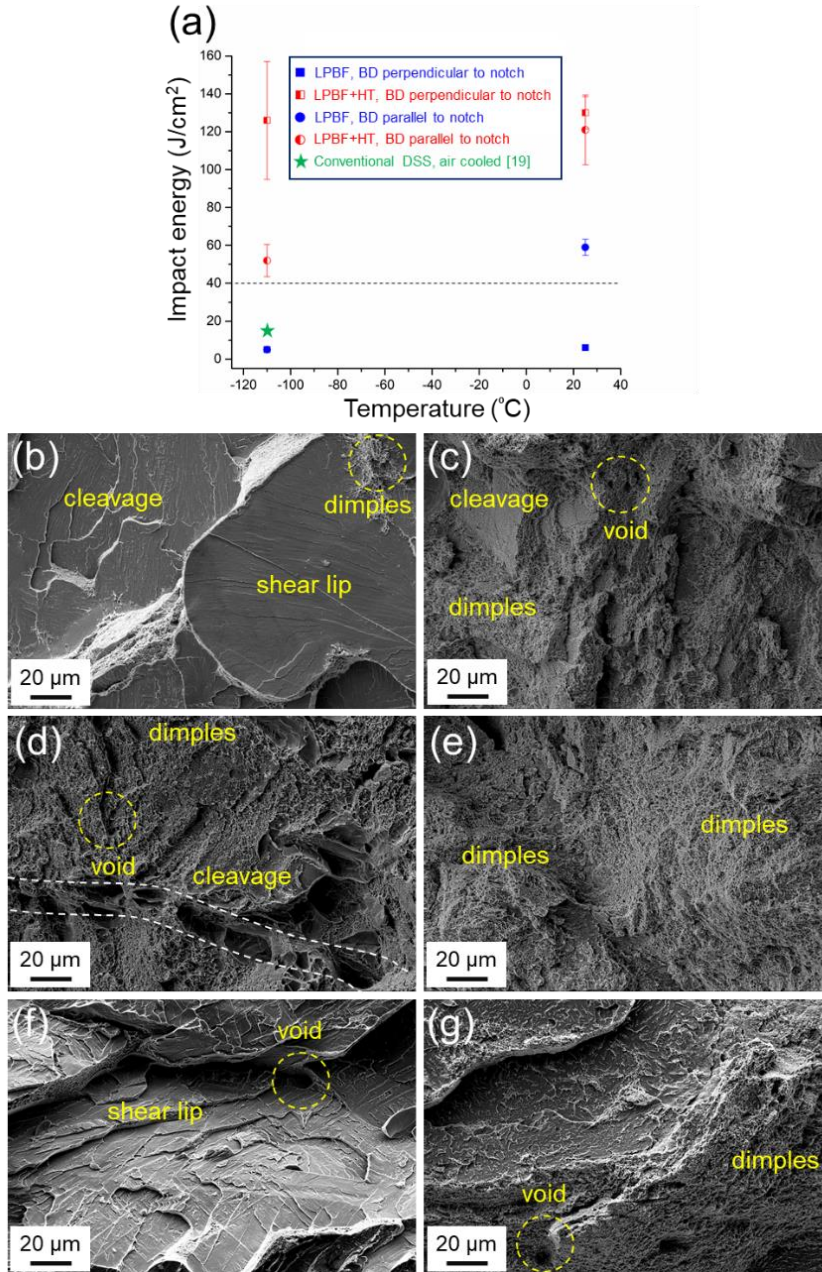 (a)
160
140
120
100
80
60
40
20
0
Impact energy (J/cm²)
LPBF, BD perpendicular to notch
LPBF+HT, BD perpendicular to notch
LPBF, BD parallel to notch
LPBF+HT, BD parallel to notch
Conventional DSS, air cooled [19]
-120 -100 -80 -60 -40 -20 0 20 40
Temperature (°C)
(b)
cleavage
dimples
shear lip
20 µm
(c)
cleavage
void
dimples
20 µm
(d)
dimples
void
cleavage
20 µm
(e)
dimples
dimples
20 µm
(f)
void
shear lip
20 µm
(g)
dimples
void
20 µm